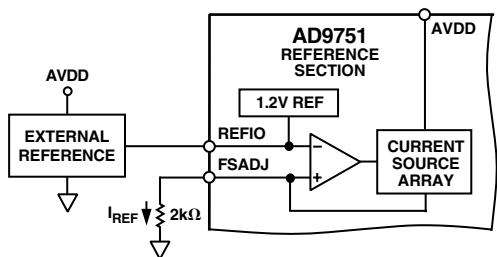 AD9751
REFERENCE
SECTION
AVDD
AVDD
1.2V REF
EXTERNAL
REFERENCE
REFIO
FSADJ
−
+
CURRENT
SOURCE
ARRAY
IREF
2kΩ